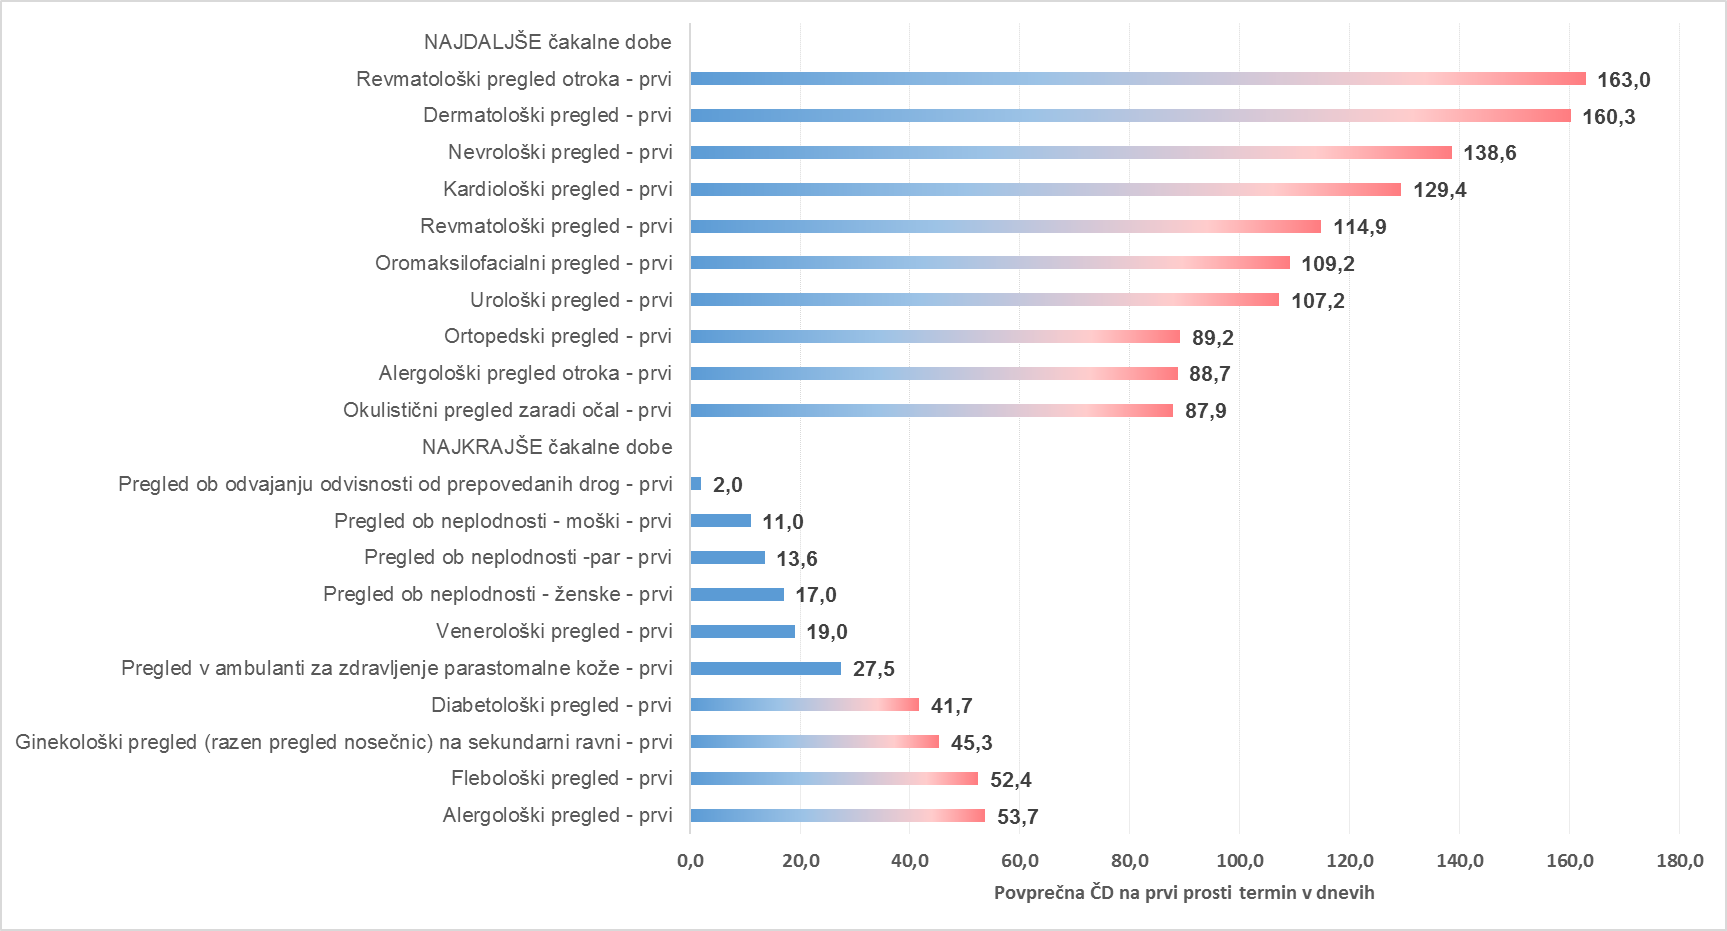 NAJDALJŠE čakalne dobe
Revmatološki pregled otroka - prvi 163,0
Dermatološki pregled - prvi 160,3
Nevrološki pregled - prvi 138,6
Kardiološki pregled - prvi 129,4
Revmatološki pregled - prvi 114,9
Oromaksilofacialni pregled - prvi 109,2
Urološki pregled - prvi 107,2
Ortopedski pregled - prvi 89,2
Alergološki pregled otroka - prvi 88,7
Okulistični pregled zaradi očal - prvi 87,9
NAJKRAJŠE čakalne dobe
Pregled ob odvajanju odvisnosti od prepovedanih drog - prvi 2,0
Pregled ob neplodnosti - moški - prvi 11,0
Pregled ob neplodnosti -par - prvi 13,6
Pregled ob neplodnosti - ženske - prvi 17,0
Venerološki pregled - prvi 19,0
Pregled v ambulanti za zdravljenje parastomalne kože - prvi 27,5
Diabetološki pregled - prvi 41,7
Ginekološki pregled (razen pregled nosečnic) na sekundarni ravni - prvi 45,3
Flebološki pregled - prvi 52,4
Alergološki pregled - prvi 53,7
0,0 20,0 40,0 60,0 80,0 100,0 120,0 140,0 160,0 180,0
Povprečna ČD na prvi prosti termin v dnevih